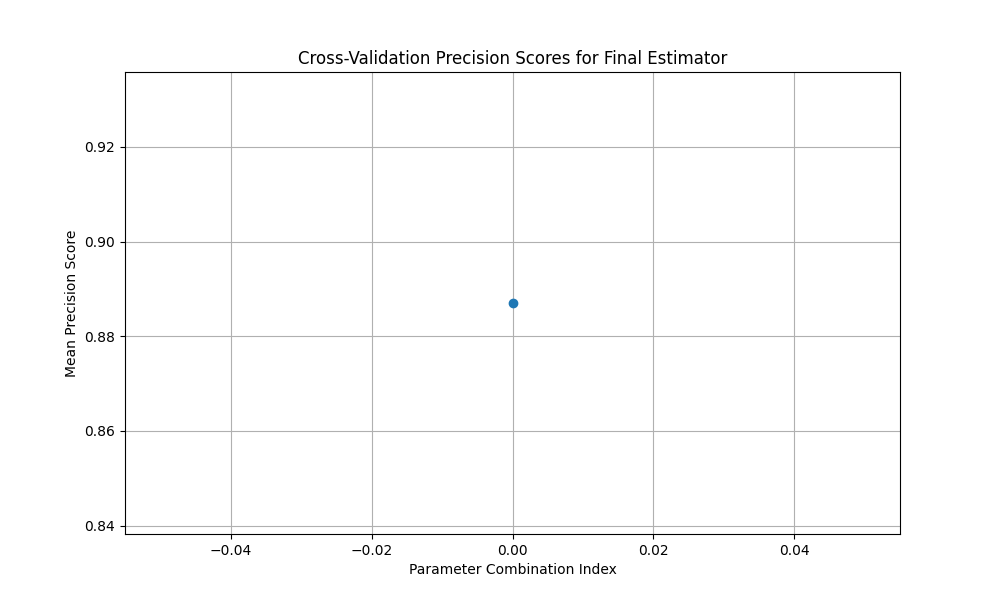 Cross-Validation Precision Scores for Final Estimator
Mean Precision Score
0.92
0.90
0.88
0.86
0.84
−0.04 −0.02 0.00 0.02 0.04
Parameter Combination Index